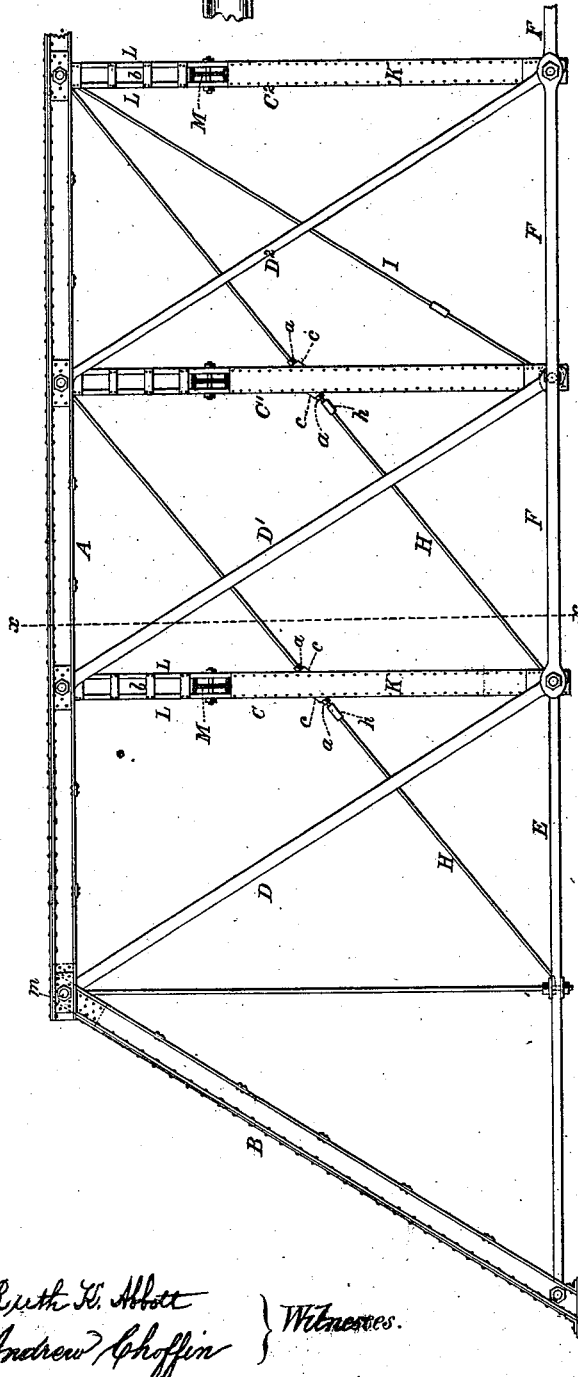 L L F
b
M C² K
D² I F
a c
C' c a h
A D' H F
x x
a c
L b L M C c a h K
D H E
m
B
Ruth K. Abbott
Andrew Choffin } Witnesses.